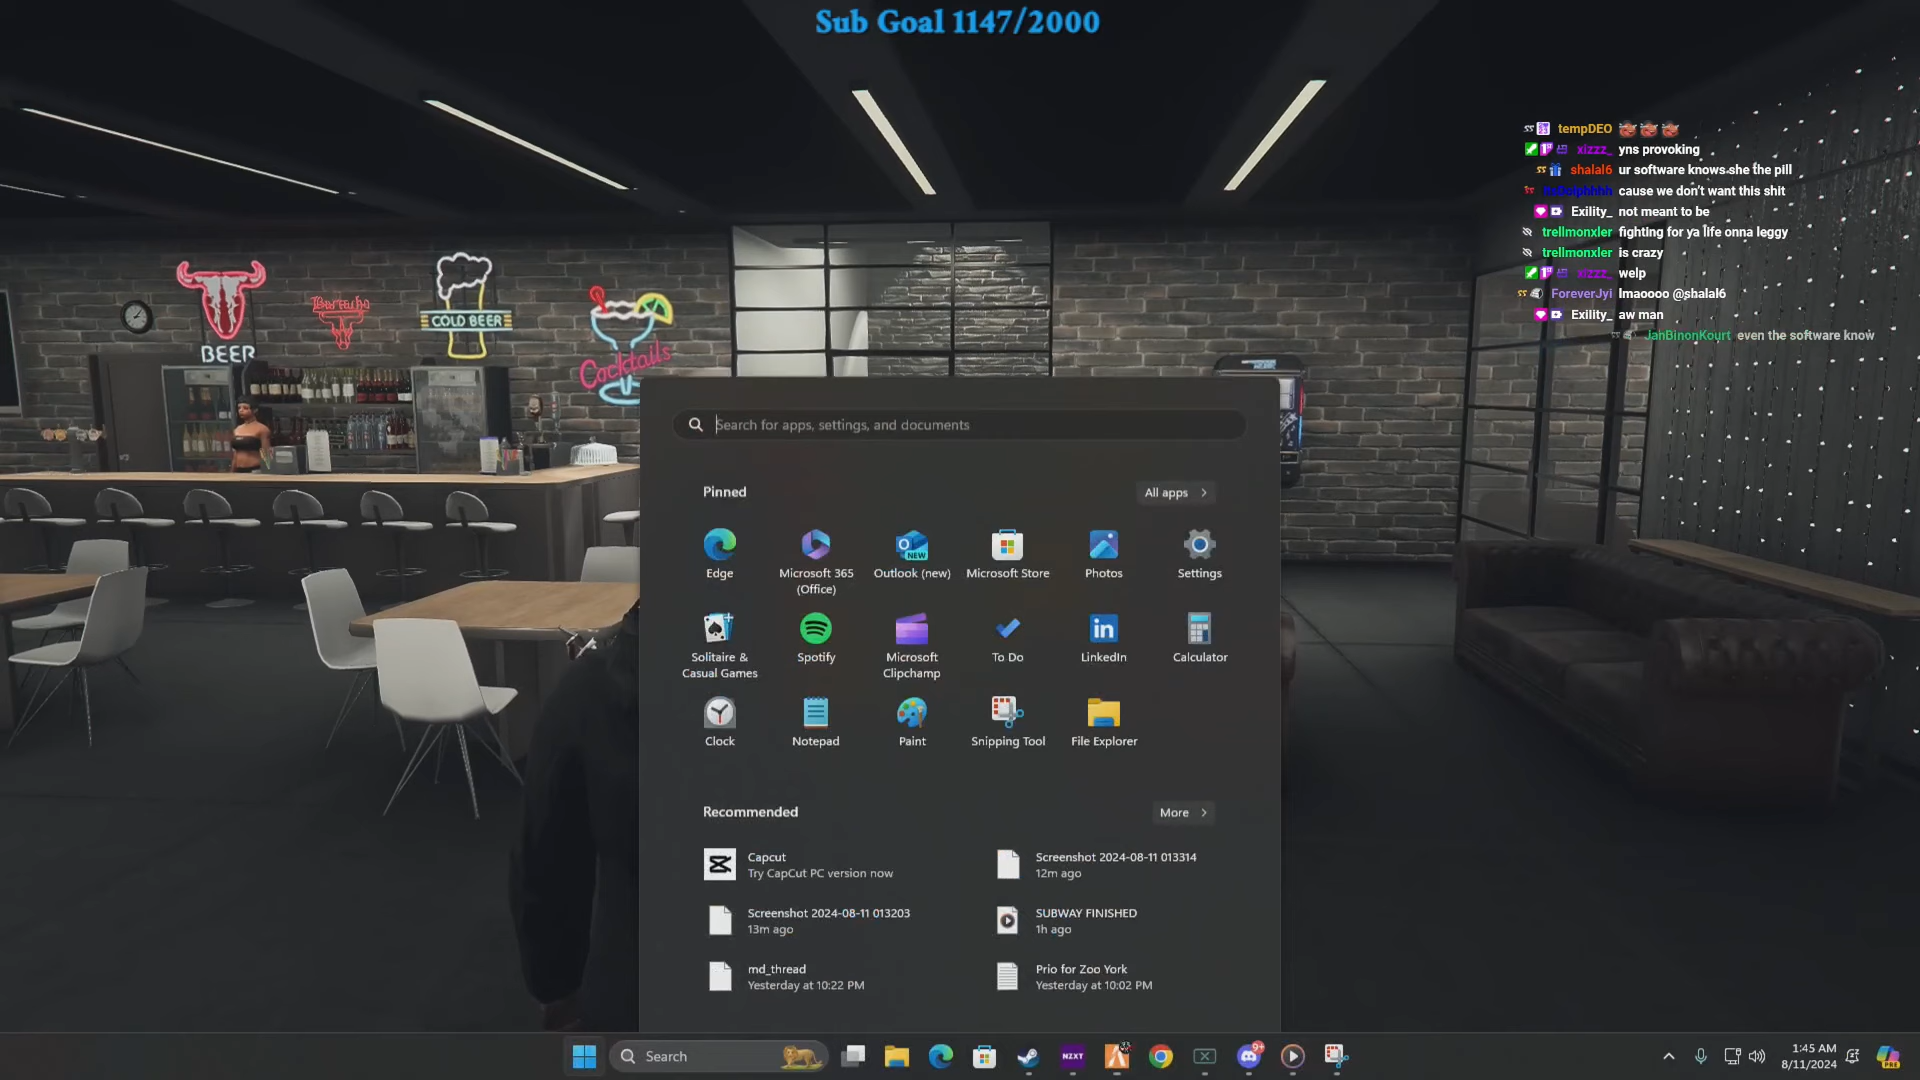 Sub Goal 1147/2000
tempDEO
xizzz_ yns provoking
shalal6 ur software knows she the pill
cause we don't want this shit
Exility_ not meant to be
trellmonxler fighting for ya life onna leggy
trellmonxler is crazy
xizzz_ welp
ForeverJyi lmaoooo @shalal6
Exility_ aw man
JahBinonKourt even the software know
BEER
COLD BEER
Cocktails
Search for apps, settings, and documents
Pinned
All apps
Edge
Microsoft 365
(Office)
NEW
Outlook (new)
Microsoft Store
Photos
Settings
Solitaire &
Casual Games
Spotify
Microsoft
Clipchamp
To Do
in
LinkedIn
Calculator
Clock
Notepad
Paint
Snipping Tool
File Explorer
Recommended
More
Capcut
Try CapCut PC version now
Screenshot 2024-08-11 013314
12m ago
Screenshot 2024-08-11 013203
13m ago
SUBWAY FINISHED
1h ago
md_thread
Yesterday at 10:22 PM
Prio for Zoo York
Yesterday at 10:02 PM
Search
NZXT
9+
1:45 AM
8/11/2024
PRE